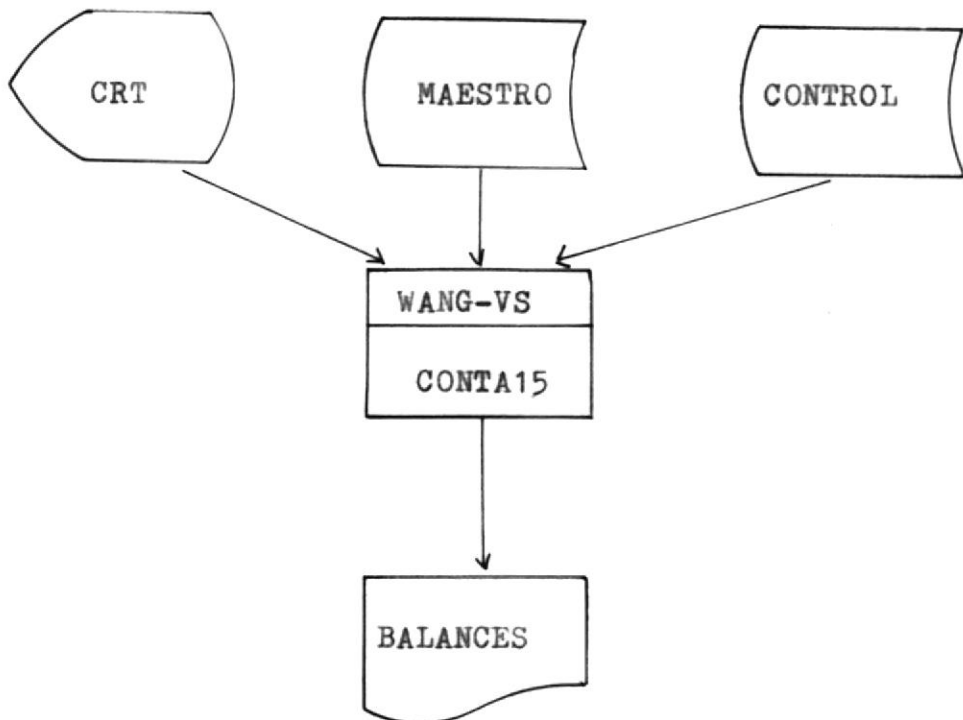 CRT
MAESTRO
CONTROL
WANG-VS
CONTA15
BALANCES